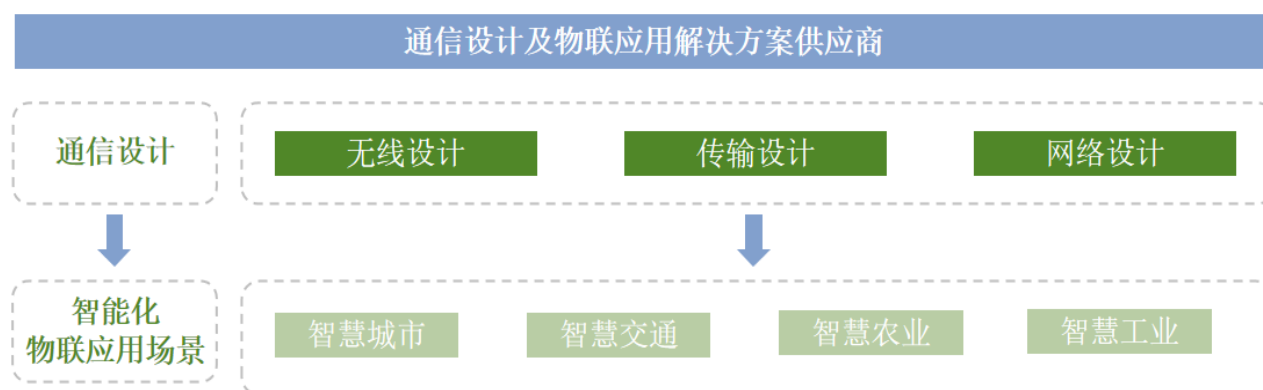 通信设计及物联应用解决方案供应商
通信设计
无线设计
传输设计
网络设计
智能化
物联应用场景
智慧城市
智慧交通
智慧农业
智慧工业